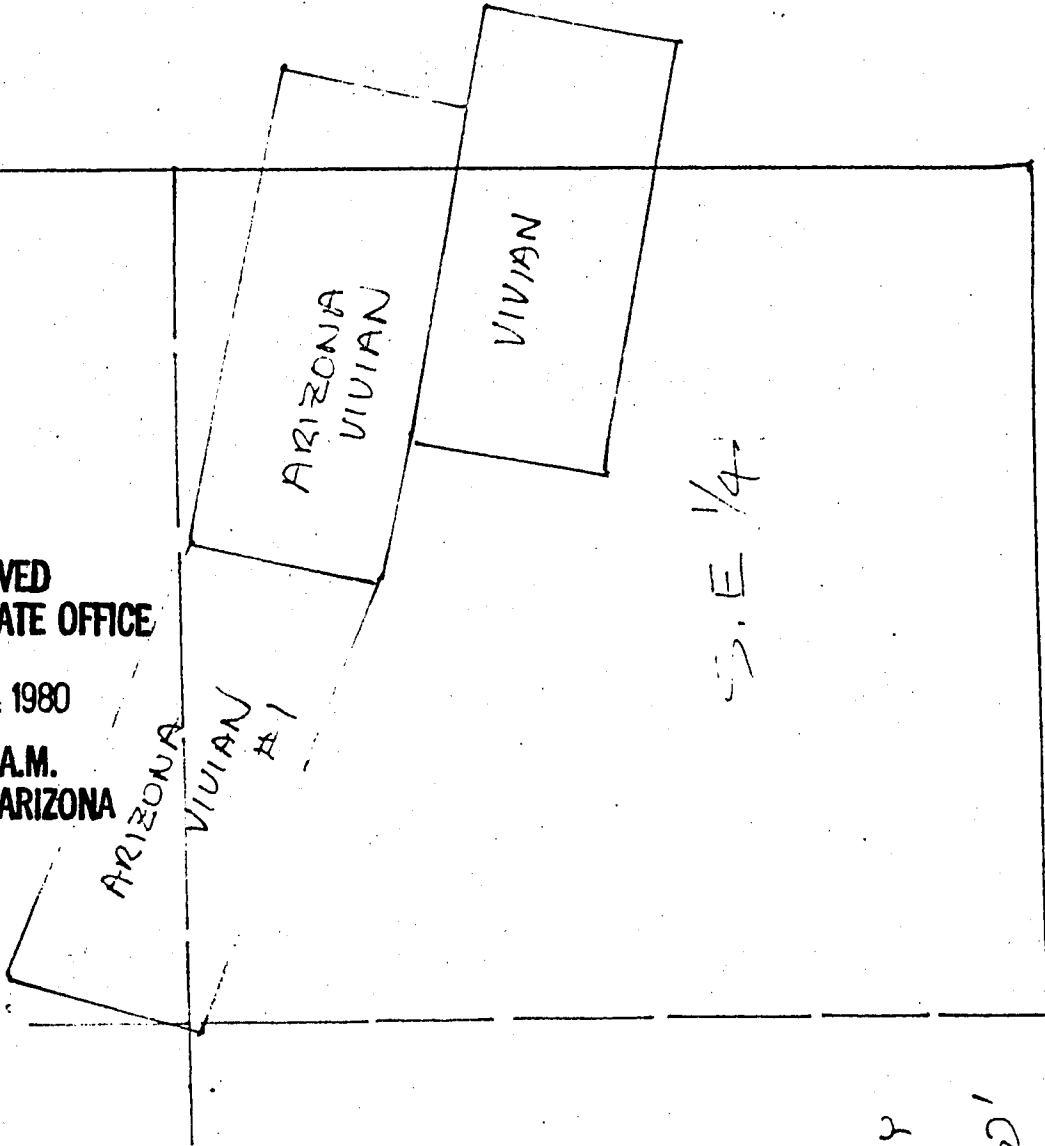 VIVIAN
ARIZONA
VIVIAN
S.E 1/4
VED
ATE OFFICE
1980
A.M.
ARIZONA
ARIZONA
VIVIAN
#1